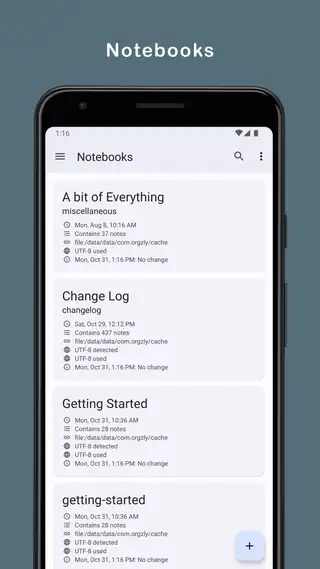 Notebooks
1:16
Notebooks
A bit of Everything
miscellaneous
Mon, Aug 8, 10:16 AM
Contains 37 notes
file:/data/data/com.orgzly/cache
UTF-8 used
Mon, Oct 31, 1:16 PM: No change
Change Log
changelog
Sat, Oct 29, 12:12 PM
Contains 437 notes
file:/data/data/com.orgzly/cache
UTF-8 detected
UTF-8 used
Mon, Oct 31, 1:16 PM: No change
Getting Started
Mon, Oct 31, 10:36 AM
Contains 28 notes
file:/data/data/com.orgzly/cache
UTF-8 detected
UTF-8 used
Mon, Oct 31, 1:16 PM: No change
getting-started
Mon, Oct 31, 10:36 AM
Contains 28 notes
file:/data/data/com.orgzly/cache
UTF-8 detected
UTF-8 used
Mon, Oct 31, 1:16 PM: No change